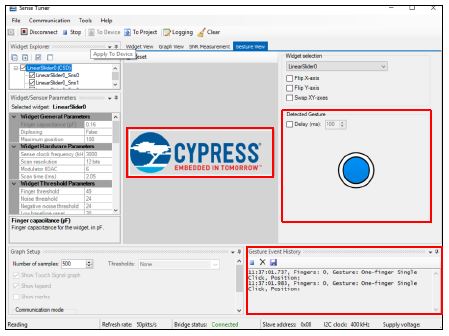 Sense Tuner
File Communication Tools Help
Disconnect Stop To Device To Project Logging Clear
Widget Explorer
Apply To Device
Widget View Graph View SNR Measurement Gesture View
Reset
LinearSlider0 (CSD)
LinearSlider0_Sns0
LinearSlider0_Sns1
Widget/Sensor Parameters
Selected widget: LinearSlider0
Widget General Parameters
Finger capacitance (pF) 0.16
Diplexing False
Maximum position 100
Widget Hardware Parameters
Sense clock frequency (kH 3000
Scan resolution 12 bits
Modulator IDAC 6
Scan time (ms) 2.05
Widget Threshold Parameters
Finger threshold 45
Noise threshold 24
Negative noise threshold 24
Low baseline reset 30
Finger capacitance (pF)
Finger capacitance for the widget, in pF.
CYPRESS®
EMBEDDED IN TOMORROW™
Widget selection
LinearSlider0
Flip X-axis
Flip Y-axis
Swap XY-axes
Detected Gesture
Delay (ms): 100
Graph Setup
Number of samples: 500
Thresholds: None
Show Touch Signal graph
Show legend
Show marks
Communication mode
Gesture Event History
11:37:01.737, Fingers: 0, Gesture: One-finger Single
Click, Position:
11:37:01.983, Fingers: 0, Gesture: One-finger Single
Click, Position:
Reading Refresh rate: 50pkts/s Bridge status: Connected Slave address: 0x08 I2C clock: 400kHz Supply voltage: